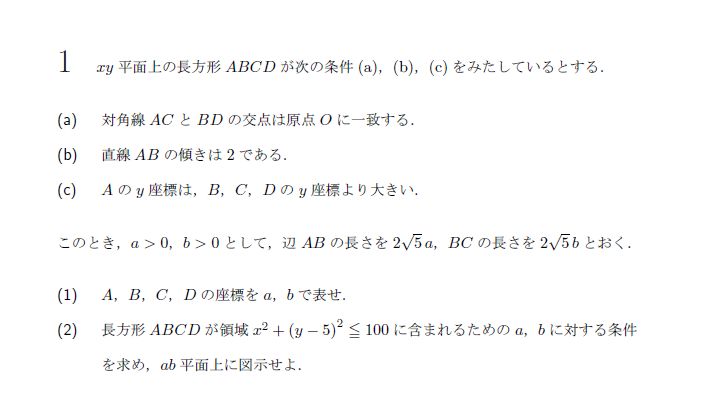 1 xy 平面上の長方形 ABCD が次の条件 (a)，(b)，(c) をみたしているとする．
(a) 対角線 AC と BD の交点は原点 O に一致する．
(b) 直線 AB の傾きは 2 である．
(c) A の y 座標は，B，C，D の y 座標より大きい．
このとき，a > 0，b > 0 として，辺 AB の長さを 2√5 a，BC の長さを 2√5 b とおく．
(1) A，B，C，D の座標を a，b で表せ．
(2) 長方形 ABCD が領域 x² + (y − 5)² ≦ 100 に含まれるための a，b に対する条件
を求め，ab 平面上に図示せよ．